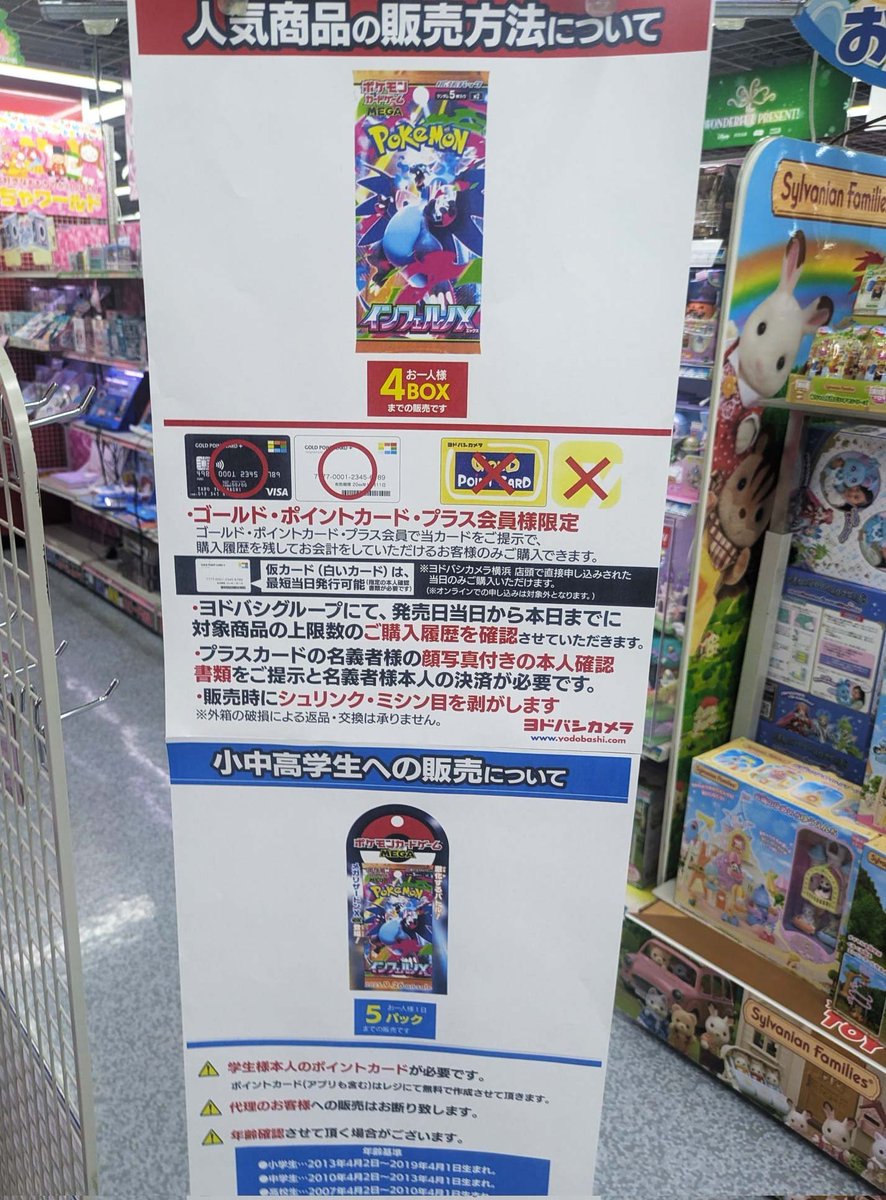 人気商品の販売方法について
ポケモン
カードゲーム
MEGA
Pokémon
インフェルノX
4BOX
お一人様
までの販売です
GOLD POINT CARD +
VISA
7777-0001-2345-6789
ヨドバシカメラ
・ゴールド・ポイントカード・プラス会員様限定
ゴールド・ポイントカード・プラス会員で当カードをご提示で、
購入履歴を残してお会計をしていただけるお客様のみご購入できます。
仮カード（白いカード）は、
最短当日発行可能（指定の本人確認書類が必要です）
※ヨドバシカメラ横浜 店頭で直接申し込みされた
当日のみご購入いただけます。
（※オンラインでの申し込みは対象外となります。）
・ヨドバシグループにて、発売日当日から本日までに
対象商品の上限数のご購入履歴を確認させていただきます。
・プラスカードの名義者様の顔写真付きの本人確認
書類をご提示と名義者様本人の決済が必要です。
・販売時にシュリンク・ミシン目を剥がします
※外箱の破損による返品・交換は承りません。
ヨドバシカメラ
www.yodobashi.com
小中高学生への販売について
ポケモンカードゲーム
MEGA
Pokémon
インフェルノX
5パック
お一人様1日
までの販売です
学生様本人のポイントカードが必要です。
ポイントカード(アプリも含む)はレジにて無料で作成させて頂きます。
代理のお客様への販売はお断り致します。
年齢確認させて頂く場合がございます。
年齢基準
●小学生…2013年4月2日～2019年4月1日生まれ。
●中学生…2010年4月2日～2013年4月1日生まれ。
●高校生…2007年4月2日～2010年4月1日生まれ
WONDERFUL PRESENT!
Sylvanian Families
Sylvanian Families
TOY